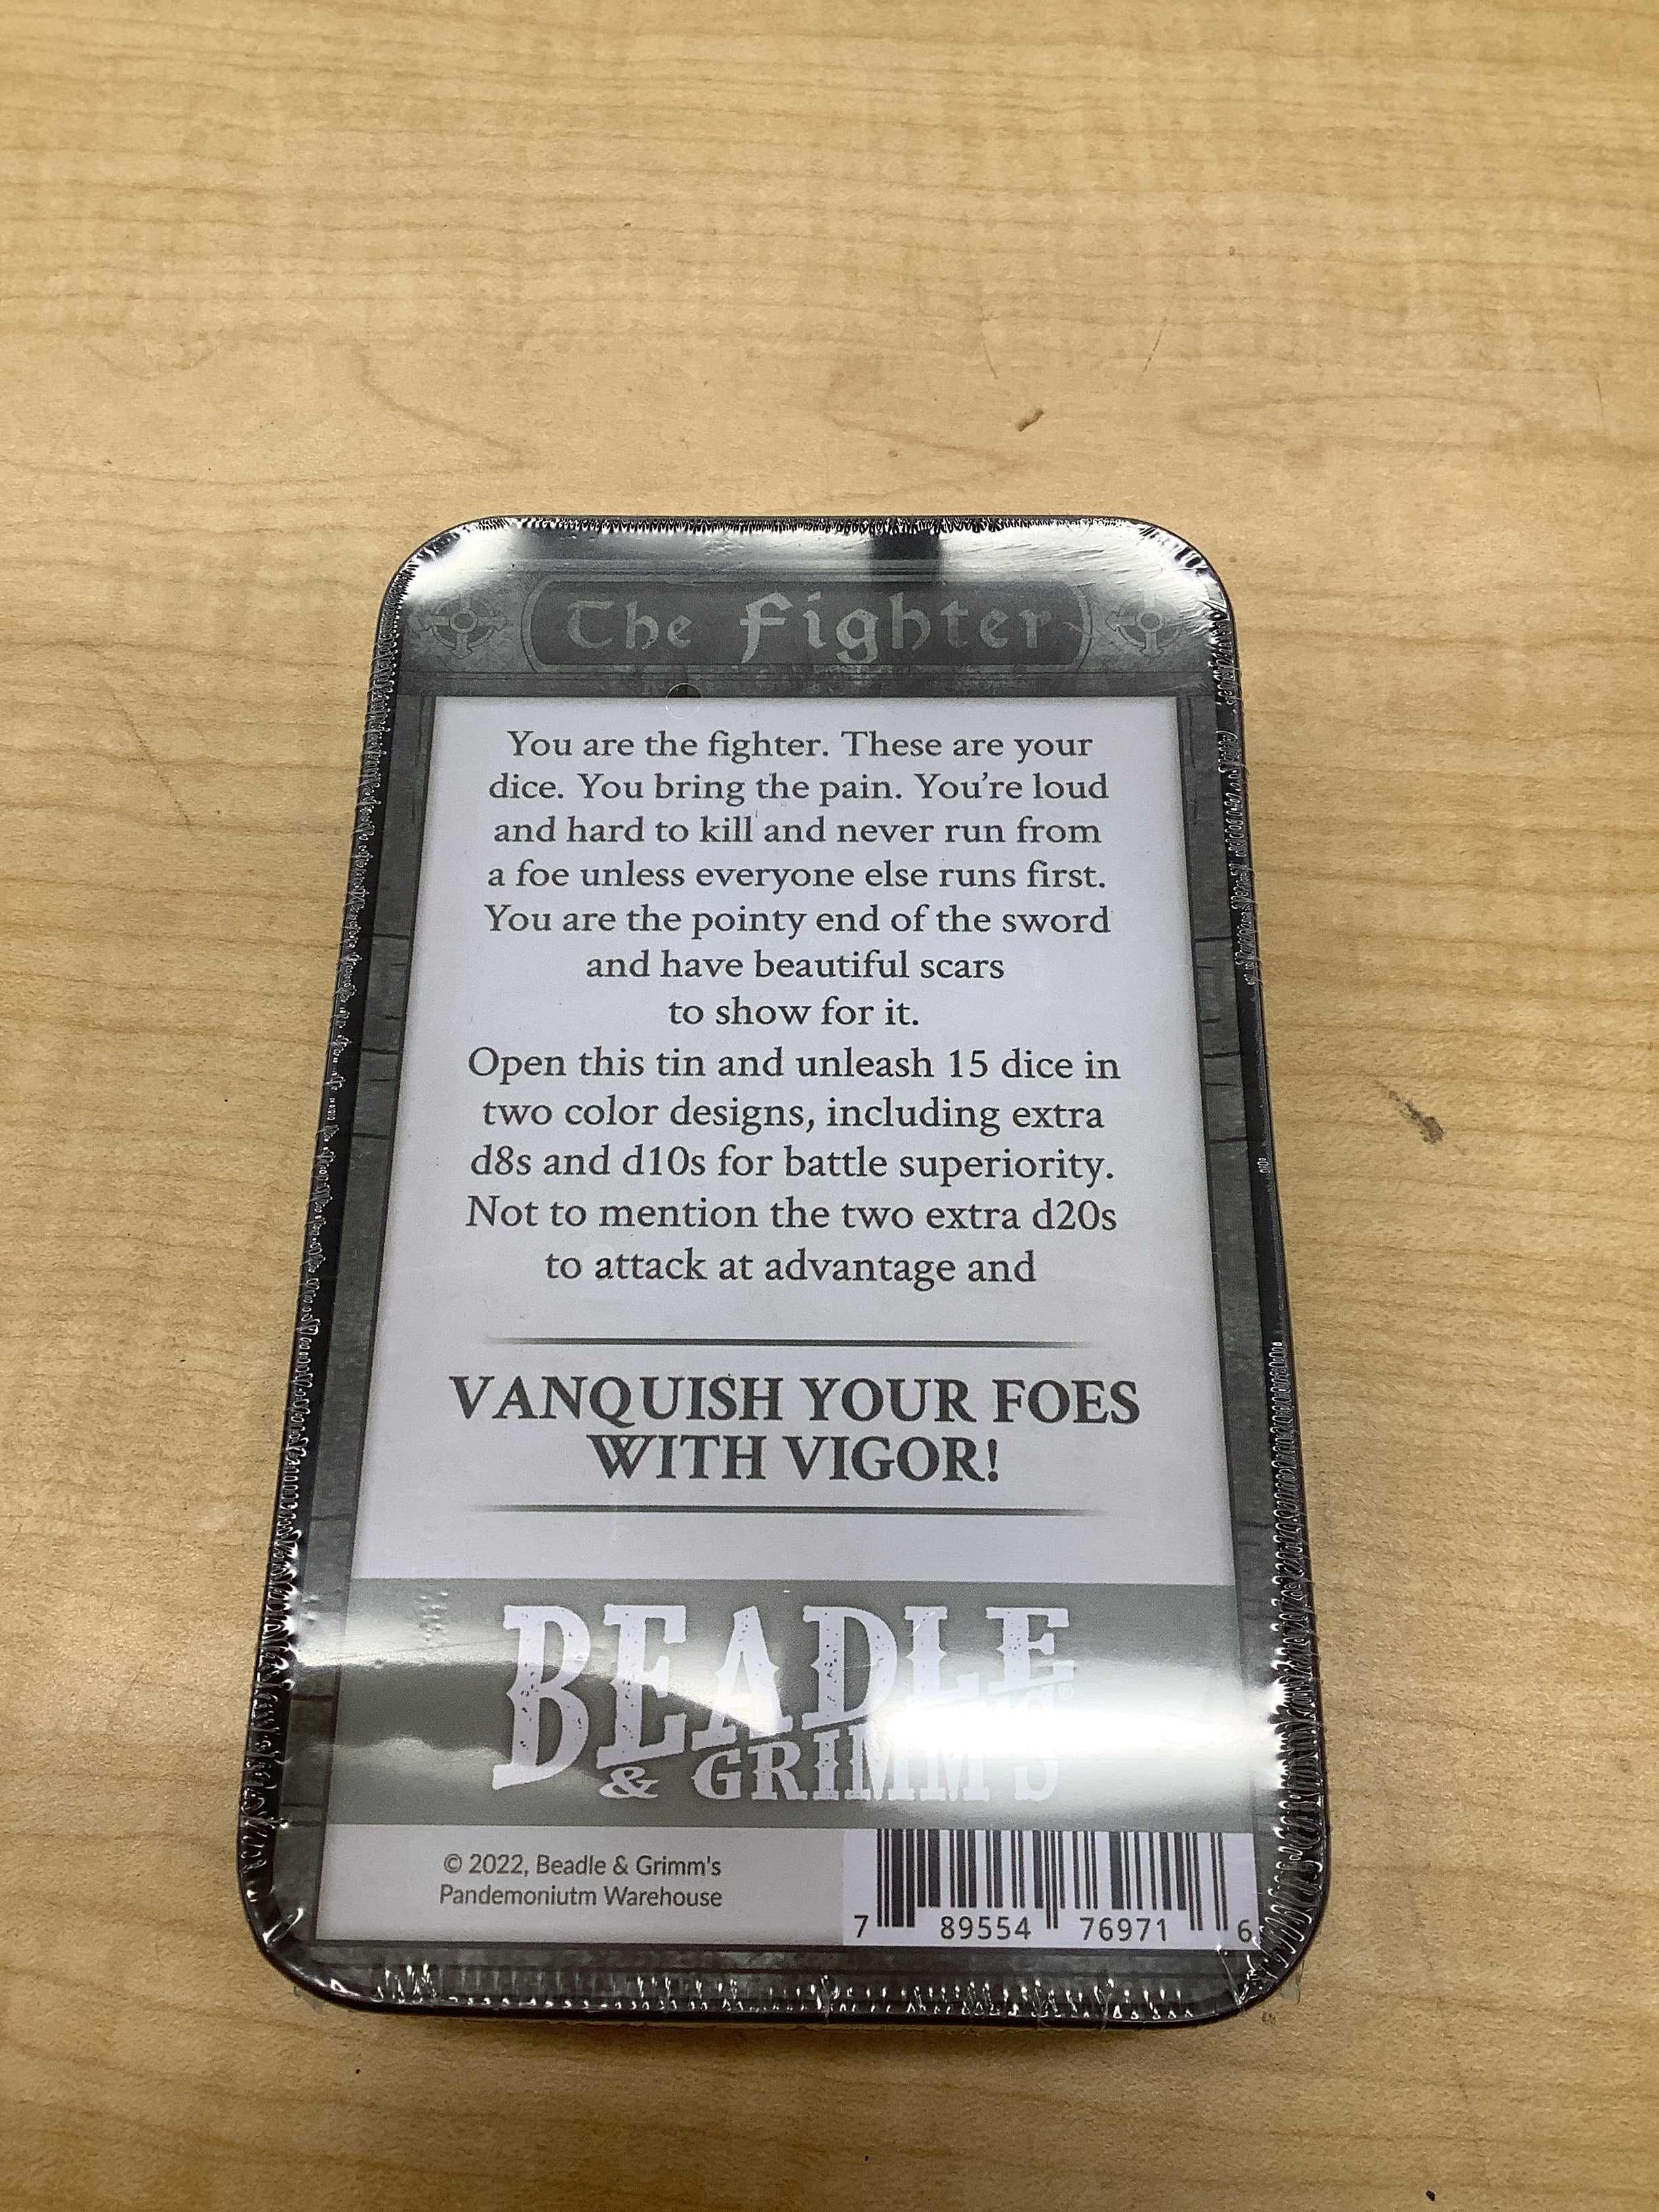 The Fighter
You are the fighter. These are your
dice. You bring the pain. You're loud
and hard to kill and never run from
a foe unless everyone else runs first.
You are the pointy end of the sword
and have beautiful scars
to show for it.
Open this tin and unleash 15 dice in
two color designs, including extra
d8s and d10s for battle superiority.
Not to mention the two extra d20s
to attack at advantage and
VANQUISH YOUR FOES
WITH VIGOR!
BEADLE
& GRIMM'S
© 2022, Beadle & Grimm's
Pandemoniutm Warehouse
7 89554 76971 6